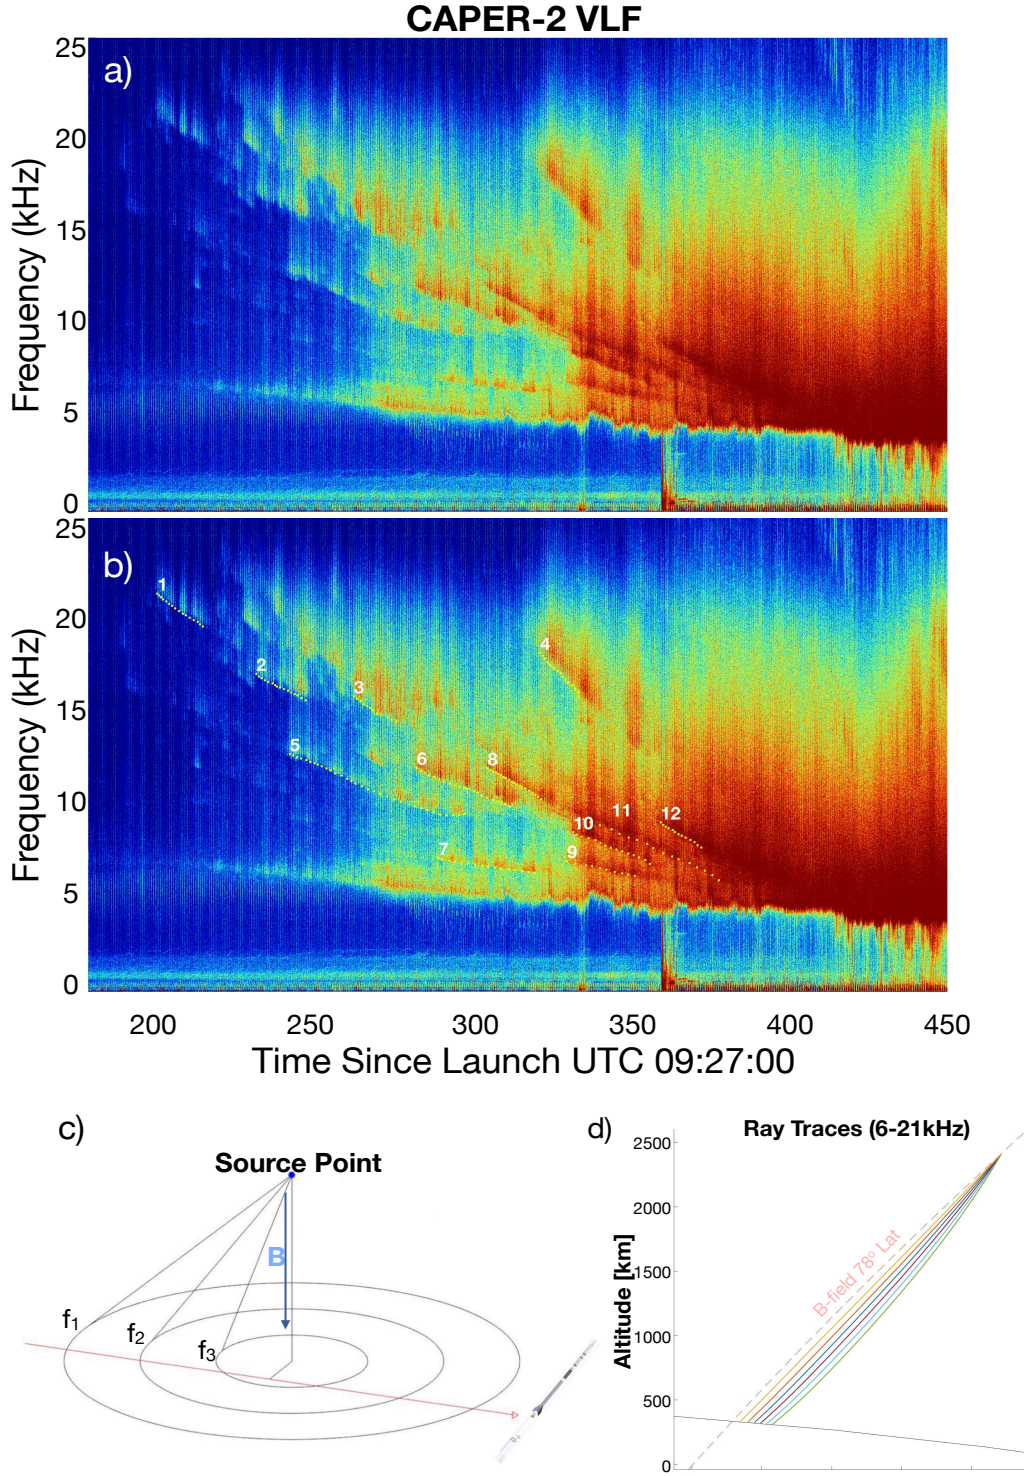 CAPER-2 VLF
a)
25
20
15
10
5
0
Frequency (kHz)
b)
25
20
15
10
5
0
Frequency (kHz)
1
2
3
4
5
6
8
7
11
12
10
9
200 250 300 350 400 450
Time Since Launch UTC 09:27:00
c)
Source Point
B
f1
f2
f3
d)
Ray Traces (6-21kHz)
2500
2000
1500
1000
500
0
Altitude [km]
B-field 78° Lat